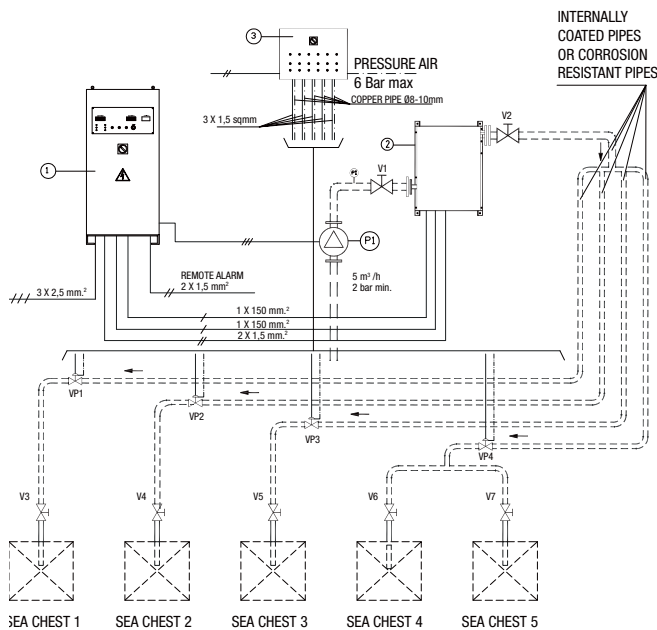 INTERNALLY
COATED PIPES
OR CORROSION
RESISTANT PIPES
3
PRESSURE AIR
6 Bar max
COPPER PIPE Ø8-10mm
3 X 1,5 sqmm
V2
2
1
V1
P1
P1
5 m³ /h
2 bar min.
REMOTE ALARM
2 X 1,5 mm²
3 X 2,5 mm.²
1 X 150 mm.²
1 X 150 mm.²
2 X 1,5 mm.²
VP1
VP2
VP3
VP4
V3
V4
V5
V6
V7
SEA CHEST 1
SEA CHEST 2
SEA CHEST 3
SEA CHEST 4
SEA CHEST 5